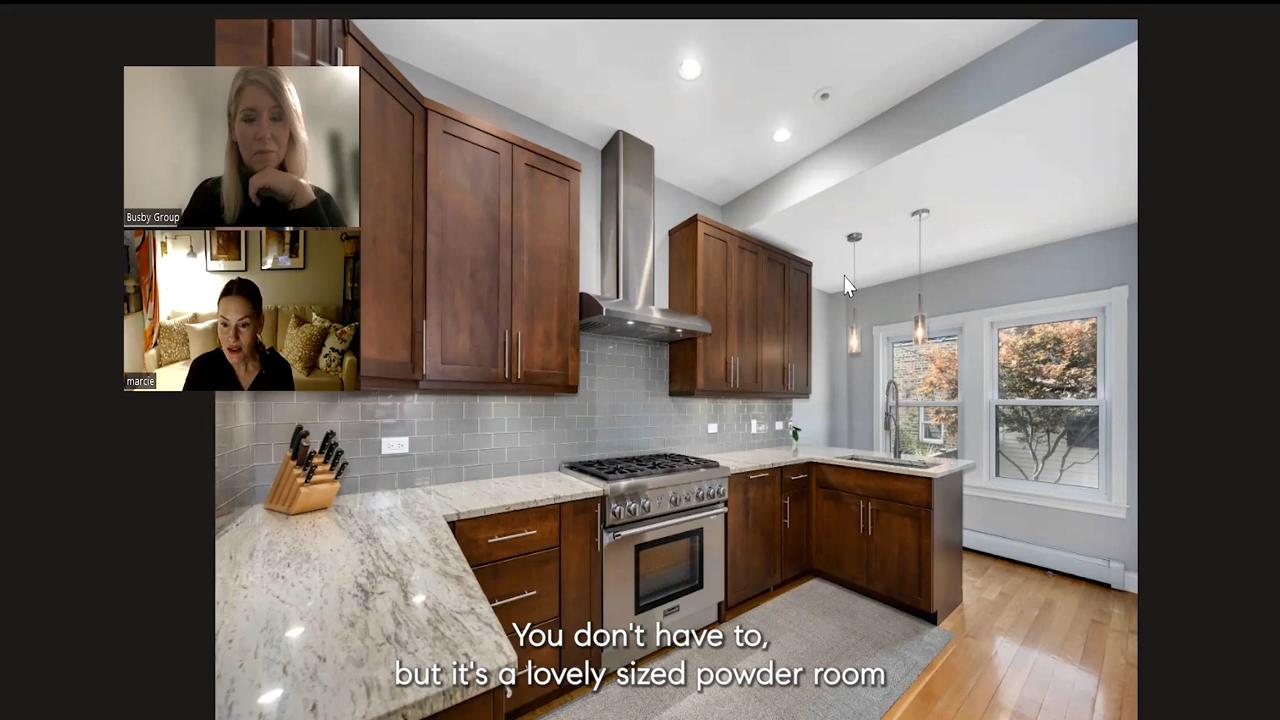 Busby Group
marcie
You don't have to,
but it's a lovely sized powder room